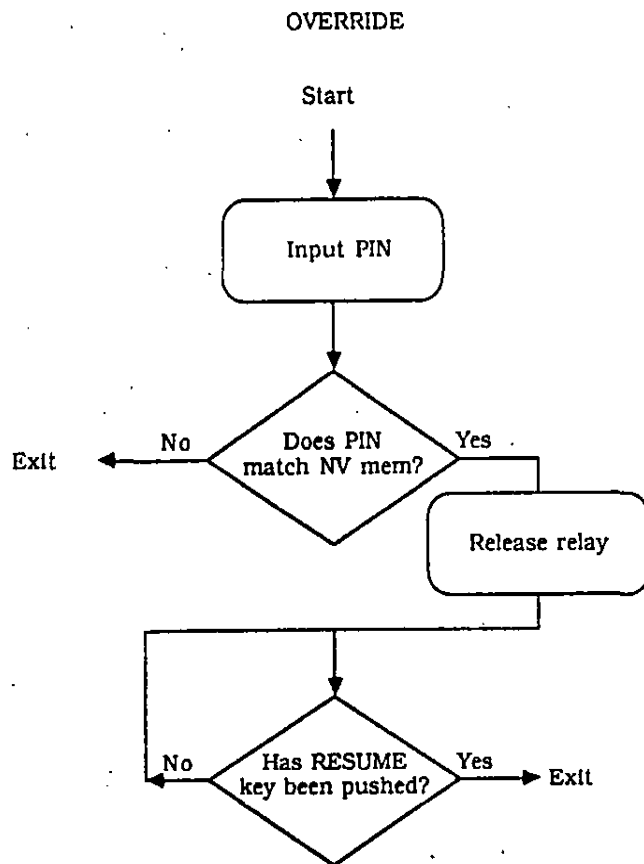 OVERRIDE
Start
Input PIN
Does PIN
match NV mem?
No
Yes
Exit
Release relay
Has RESUME
key been pushed?
No
Yes
Exit